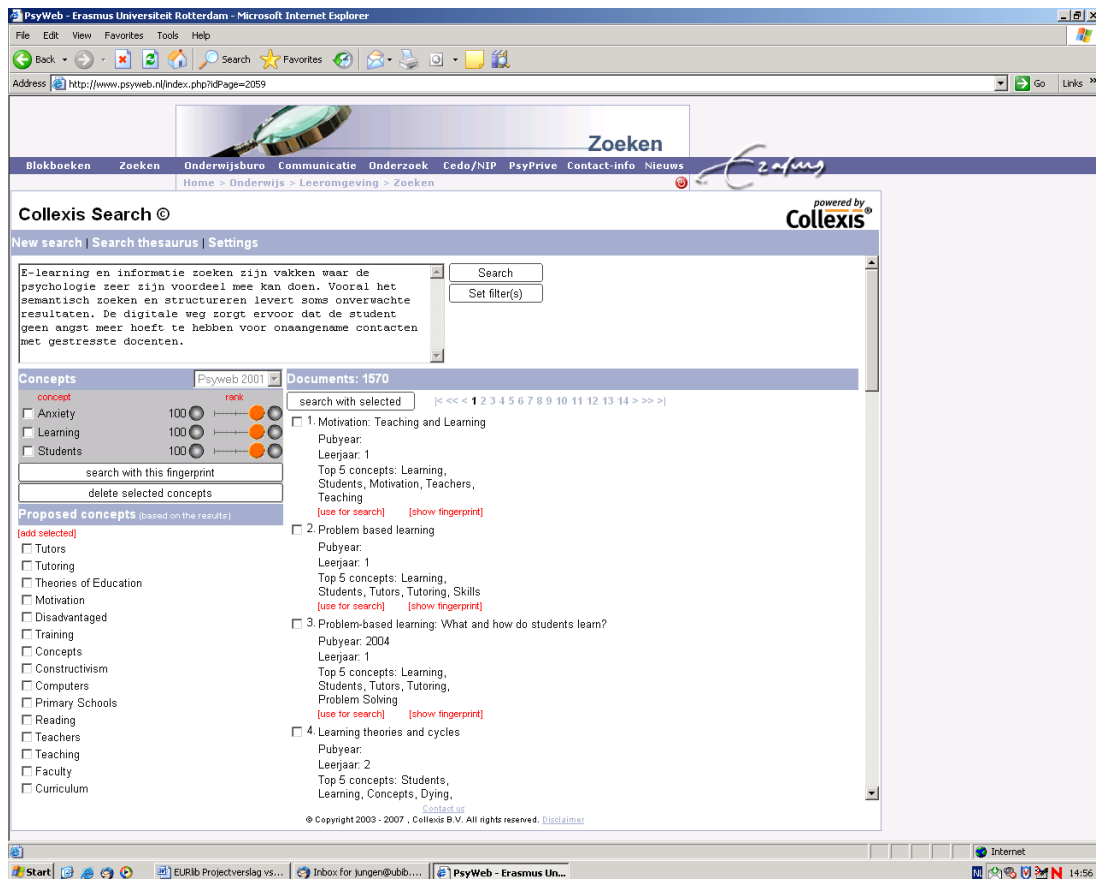 PsyWeb - Erasmus Universiteit Rotterdam - Microsoft Internet Explorer
File Edit View Favorites Tools Help
Back Search Favorites
Address http://www.psyweb.nl/index.php?idPage=2059 Go Links »
Zoeken
Blokboeken Zoeken Onderwijsburo Communicatie Onderzoek Cedo/NIP PsyPrive Contact-info Nieuws
Erasmus
Home > Onderwijs > Leeromgeving > Zoeken
Collexis Search ©
powered by
Collexis®
New search | Search thesaurus | Settings
E-learning en informatie zoeken zijn vakken waar de
psychologie zeer zijn voordeel mee kan doen. Vooral het
semantisch zoeken en structureren levert soms onverwachte
resultaten. De digitale weg zorgt ervoor dat de student
geen angst meer hoeft te hebben voor onaangename contacten
met gestresste docenten.
Search
Set filter(s)
Concepts Psyweb 2001
concept rank
Anxiety 100
Learning 100
Students 100
search with this fingerprint
delete selected concepts
Proposed concepts (based on the results)
[add selected]
Tutors
Tutoring
Theories of Education
Motivation
Disadvantaged
Training
Concepts
Constructivism
Computers
Primary Schools
Reading
Teachers
Teaching
Faculty
Curriculum
Documents: 1570
search with selected |< << < 1 2 3 4 5 6 7 8 9 10 11 12 13 14 > >> >|
1. Motivation: Teaching and Learning
Pubyear:
Leerjaar: 1
Top 5 concepts: Learning,
Students, Motivation, Teachers,
Teaching
[use for search] [show fingerprint]
2. Problem based learning
Pubyear:
Leerjaar: 1
Top 5 concepts: Learning,
Students, Tutors, Tutoring, Skills
[use for search] [show fingerprint]
3. Problem-based learning: What and how do students learn?
Pubyear: 2004
Leerjaar: 1
Top 5 concepts: Learning,
Students, Tutors, Tutoring,
Problem Solving
[use for search] [show fingerprint]
4. Learning theories and cycles
Pubyear:
Leerjaar: 2
Top 5 concepts: Students,
Learning, Concepts, Dying,
Contact us
© Copyright 2003 - 2007 , Collexis B.V. All rights reserved. Disclaimer
Internet
Start EURlib Projectverslag vs... Inbox for jungen@ubib.... PsyWeb - Erasmus Un... NL 14:56